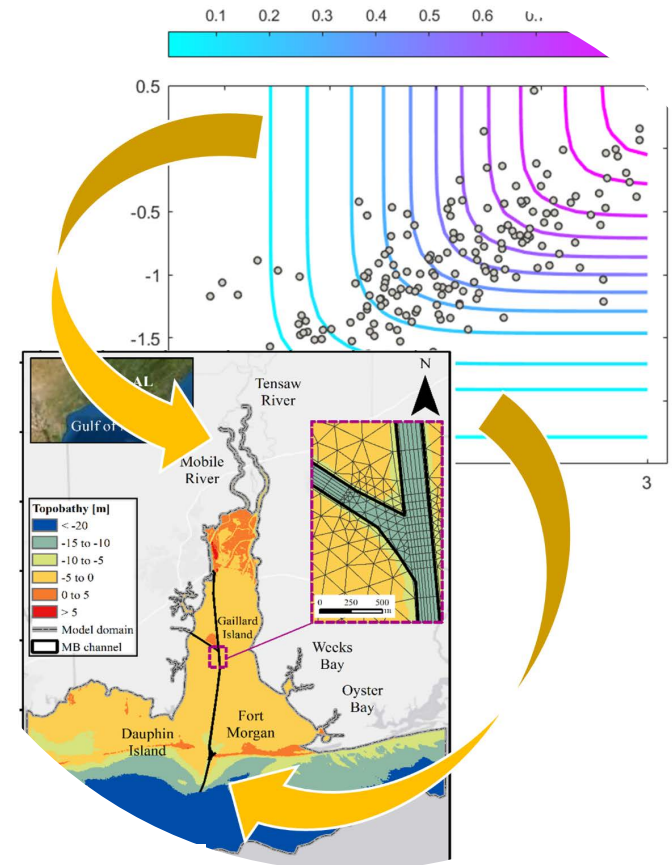 0.1 0.2 0.3 0.4 0.5 0.6
0.5
-0.5
-1
-1.5
3
AL
Gulf of
N
Tensaw
River
Mobile
River
Topobathy [m]
< -20
-15 to -10
-10 to -5
-5 to 0
0 to 5
> 5
Model domain
MB channel
0 250 500
m
Gaillard
Island
Weeks
Bay
Oyster
Bay
Dauphin
Island
Fort
Morgan